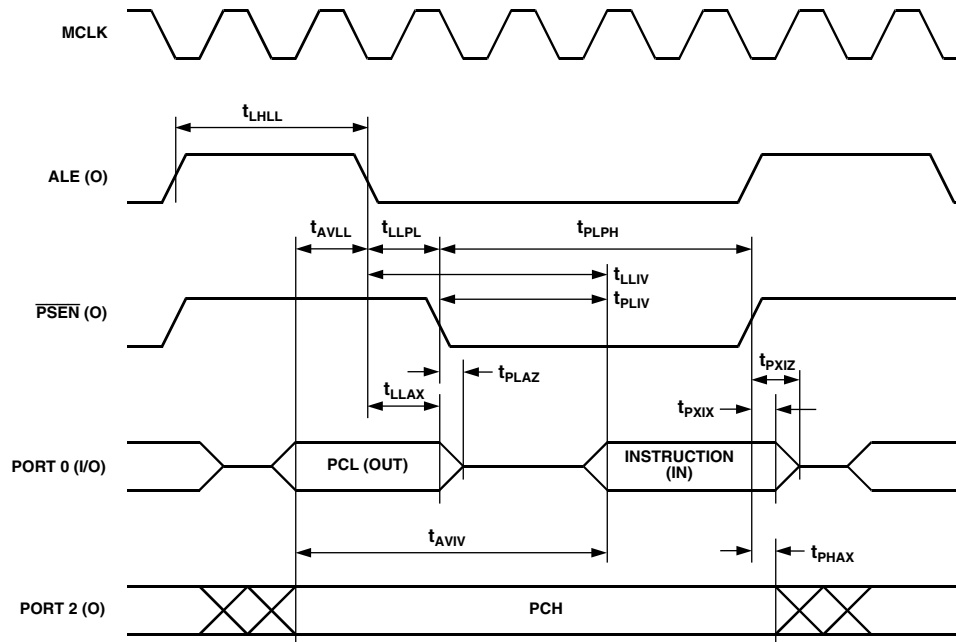 MCLK
tLHLL
ALE (O)
tAVLL
tLLPL
tPLPH
tLLIV
tPLIV
PSEN (O)
tPLAZ
tPXIZ
tLLAX
tPXIX
PORT 0 (I/O)
PCL (OUT)
INSTRUCTION
(IN)
tAVIV
tPHAX
PORT 2 (O)
PCH